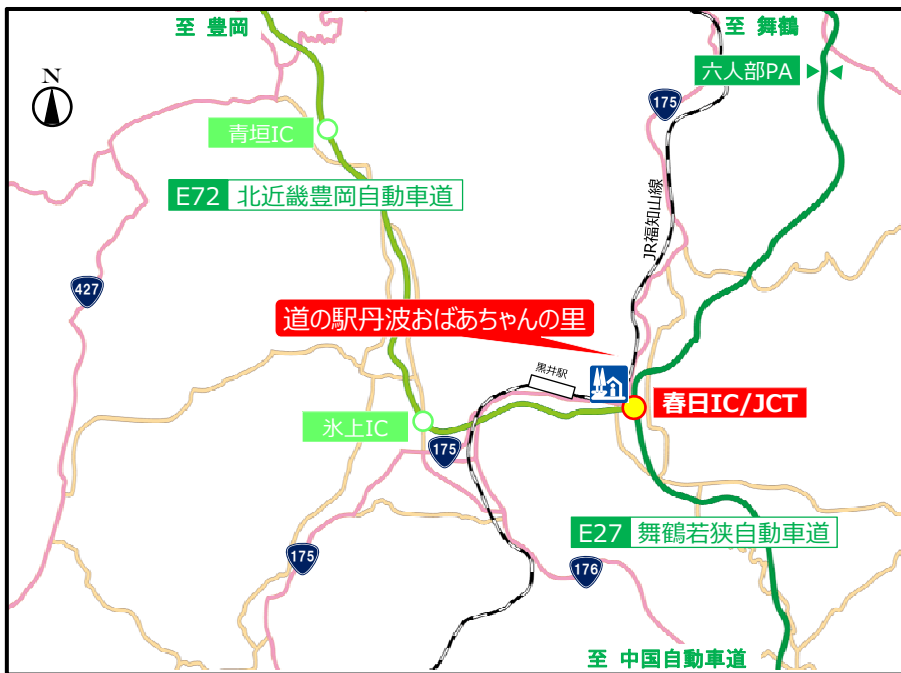 至 豊岡
至 舞鶴
N
六人部PA
175
青垣IC
E72 北近畿豊岡自動車道
JR福知山線
427
道の駅丹波おばあちゃんの里
黒井駅
春日IC/JCT
氷上IC
175
E27 舞鶴若狭自動車道
175
176
至 中国自動車道